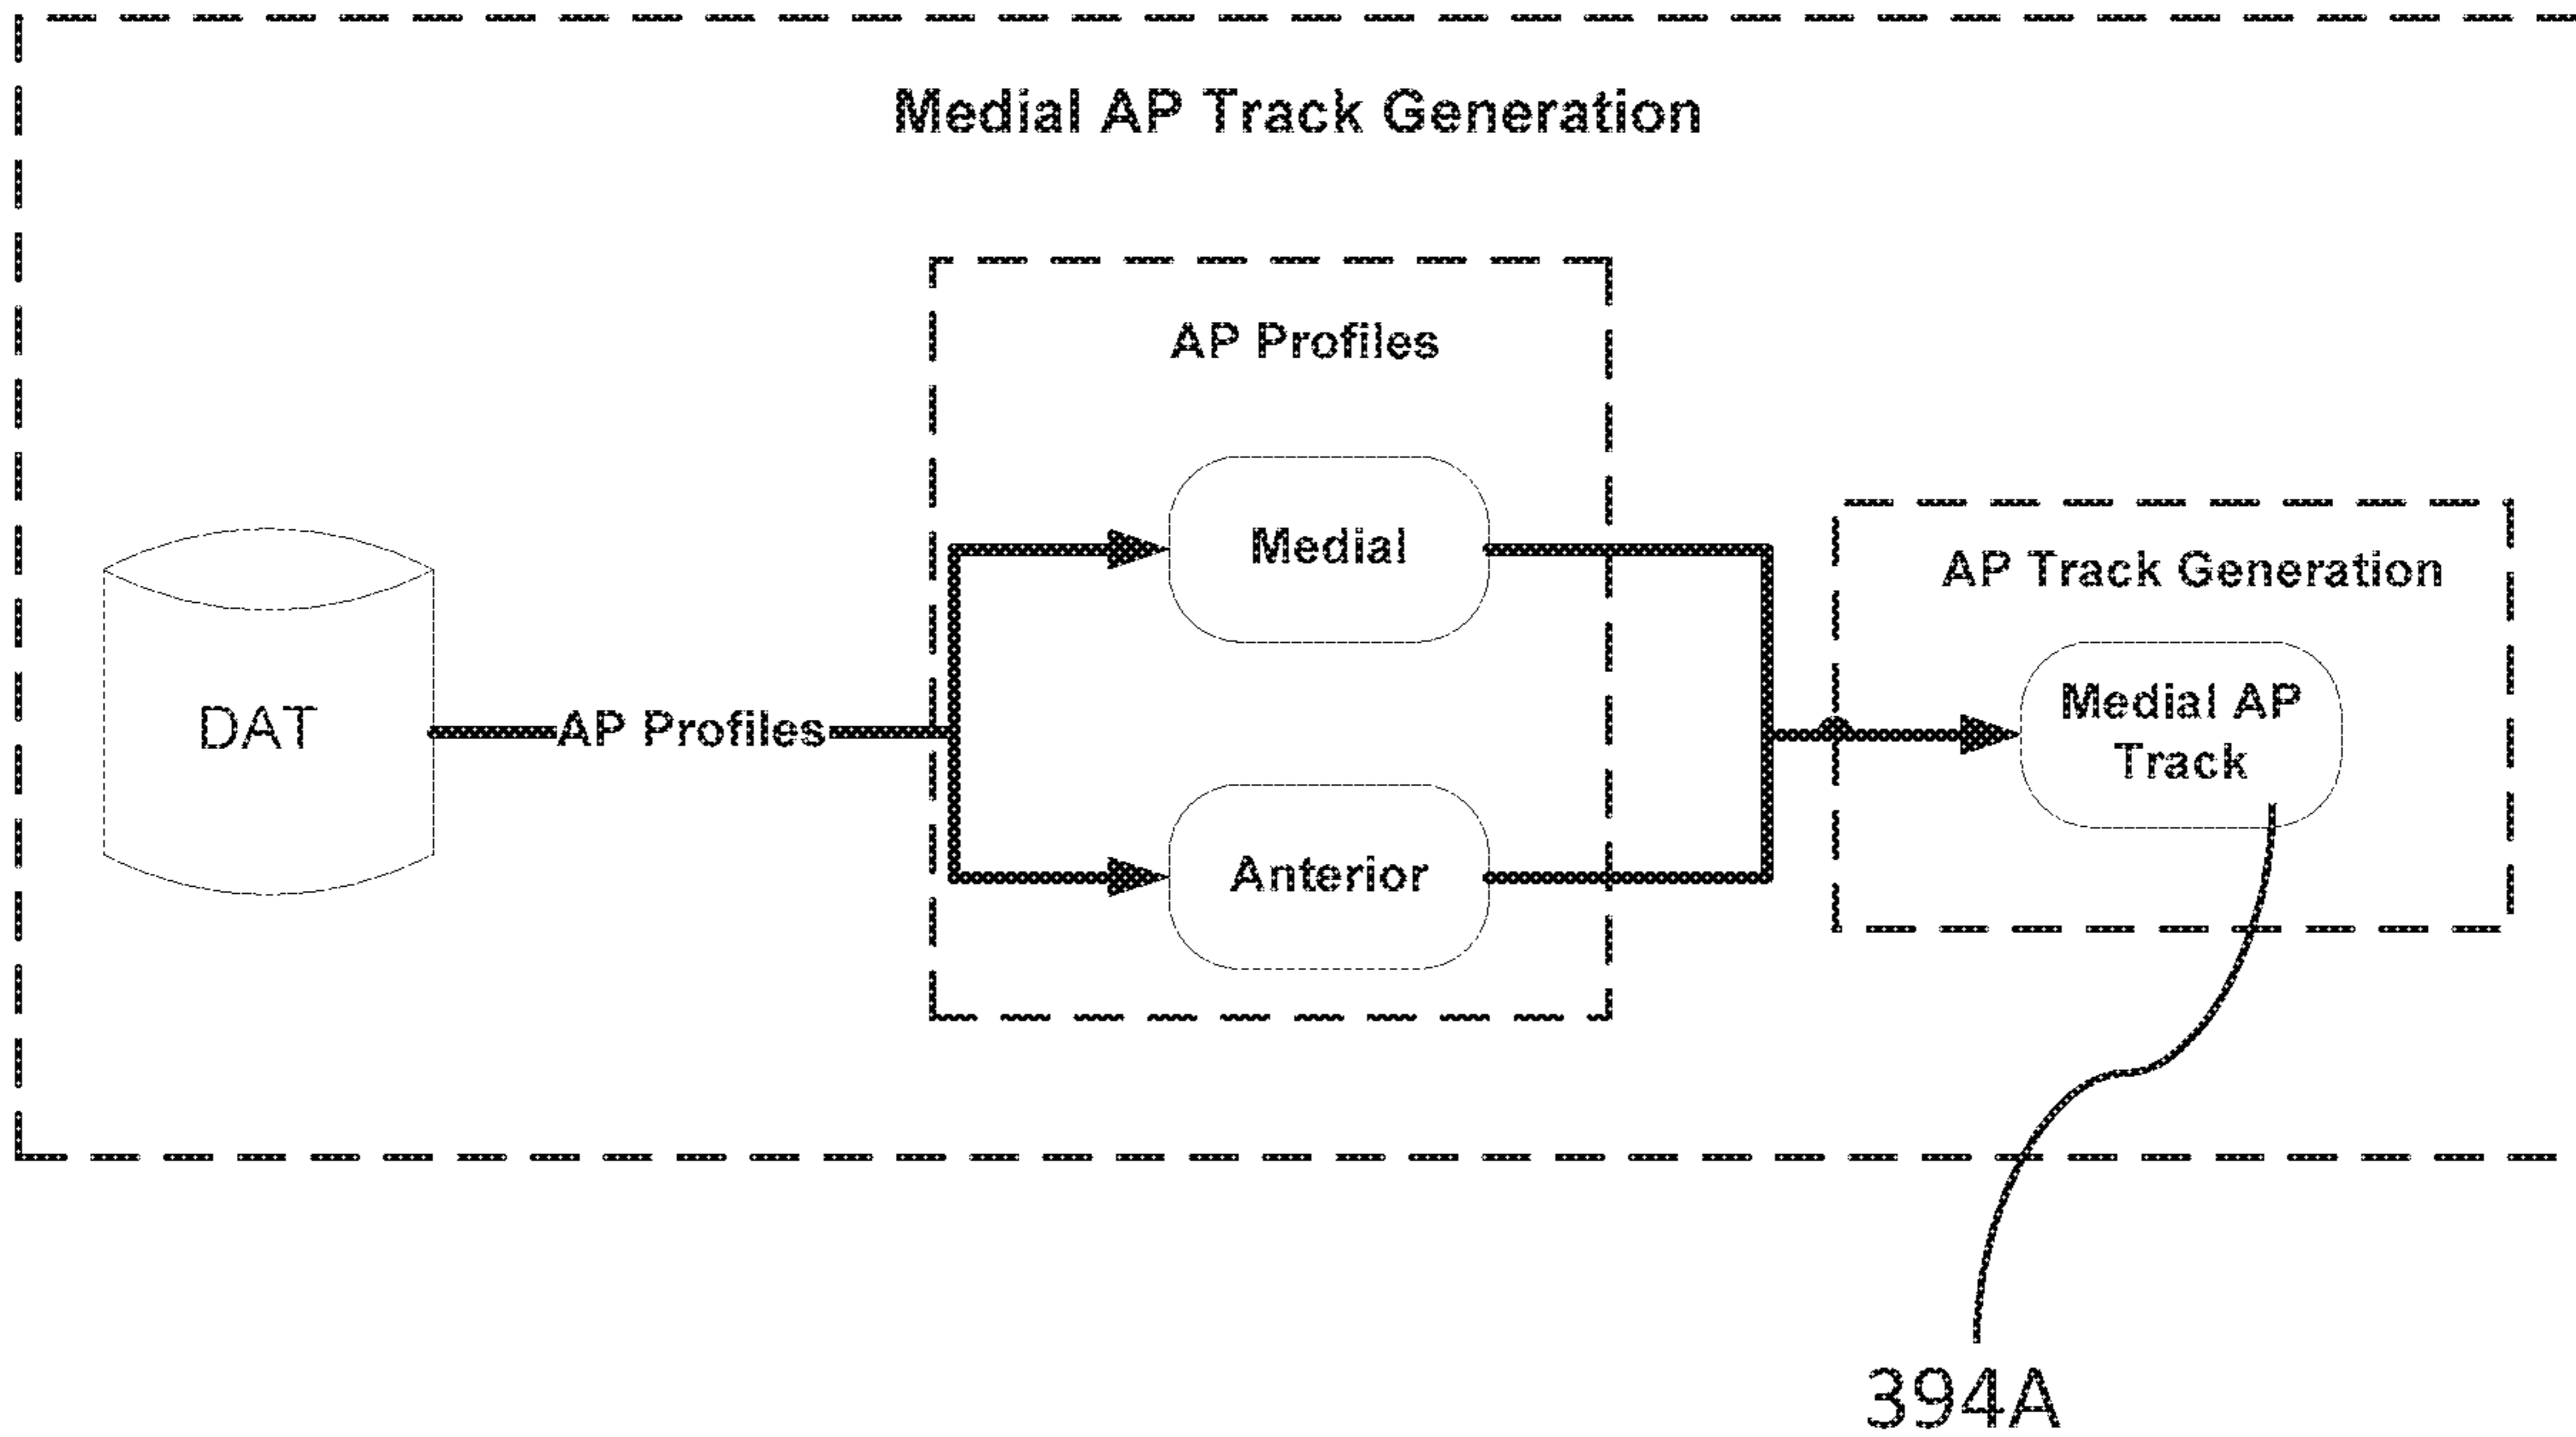 Medial AP Track Generation
AP Profiles
Medial
AP Track Generation
DAT
AP Profiles
Medial AP
Track
Anterior
394A